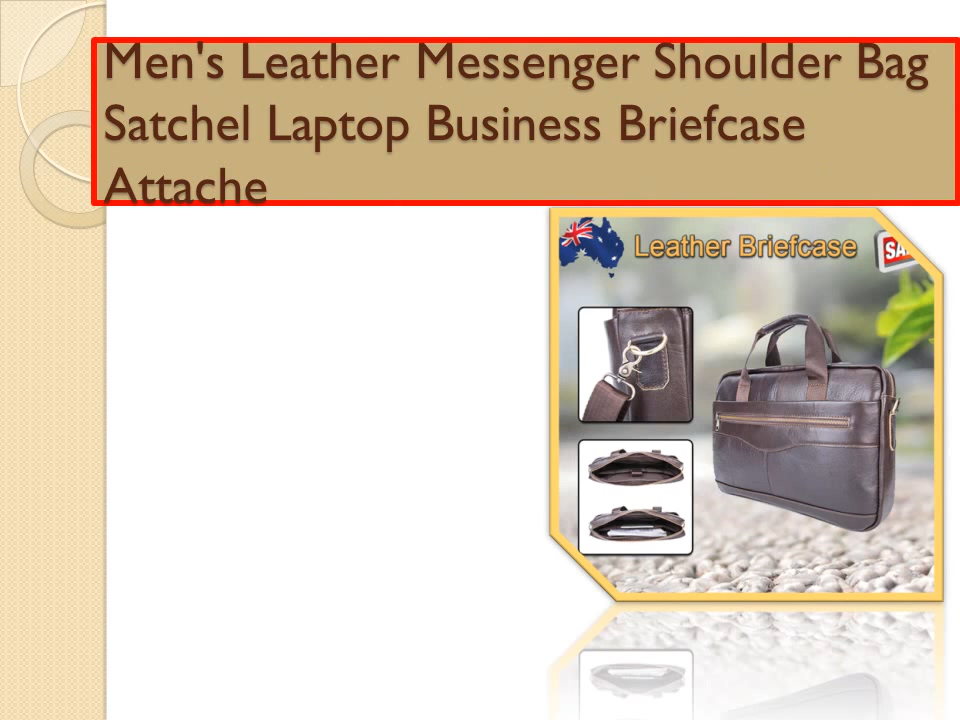 Men's Leather Messenger Shoulder Bag
Satchel Laptop Business Briefcase
Attache
Leather Briefcase